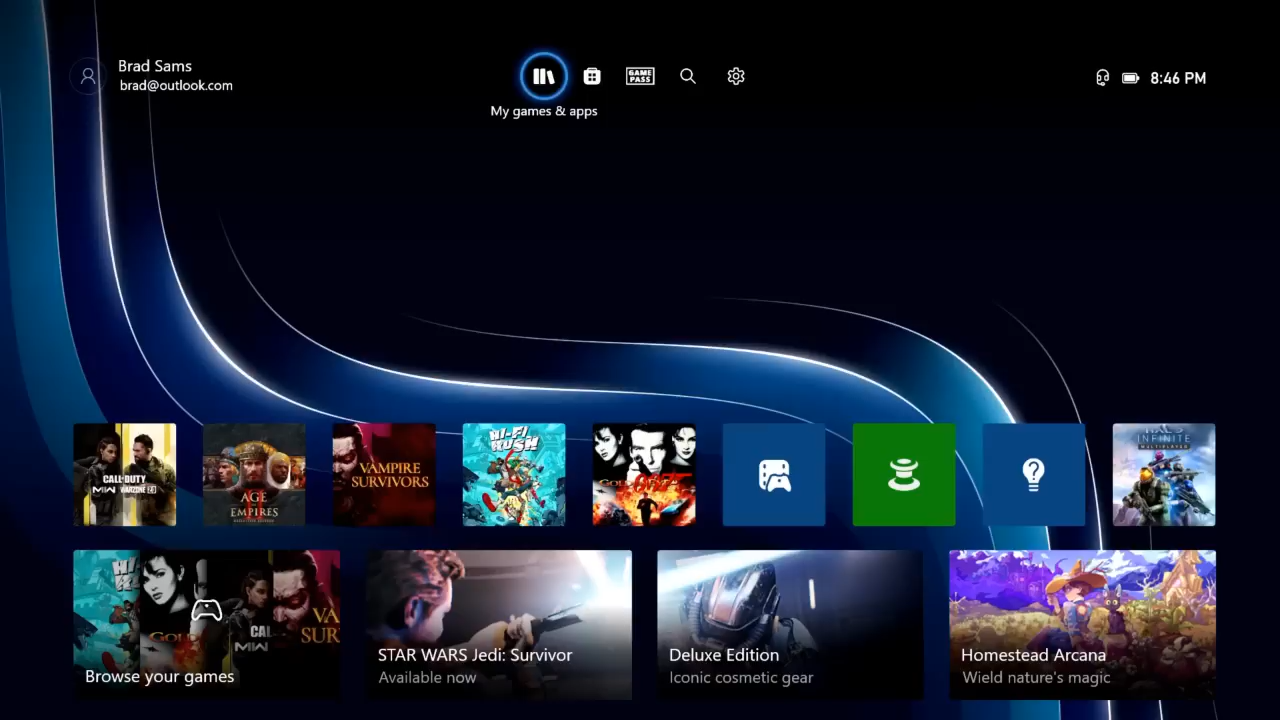 Brad Sams
brad@outlook.com
GAME PASS
8:46 PM
My games & apps
CALL OF DUTY
MW WARZONE 2.0
AGE OF EMPIRES
VAMPIRE SURVIVORS
HI-FI RUSH
GOLDENEYE
HALO INFINITE
MULTIPLAYER
Browse your games
STAR WARS Jedi: Survivor
Available now
Deluxe Edition
Iconic cosmetic gear
Homestead Arcana
Wield nature's magic